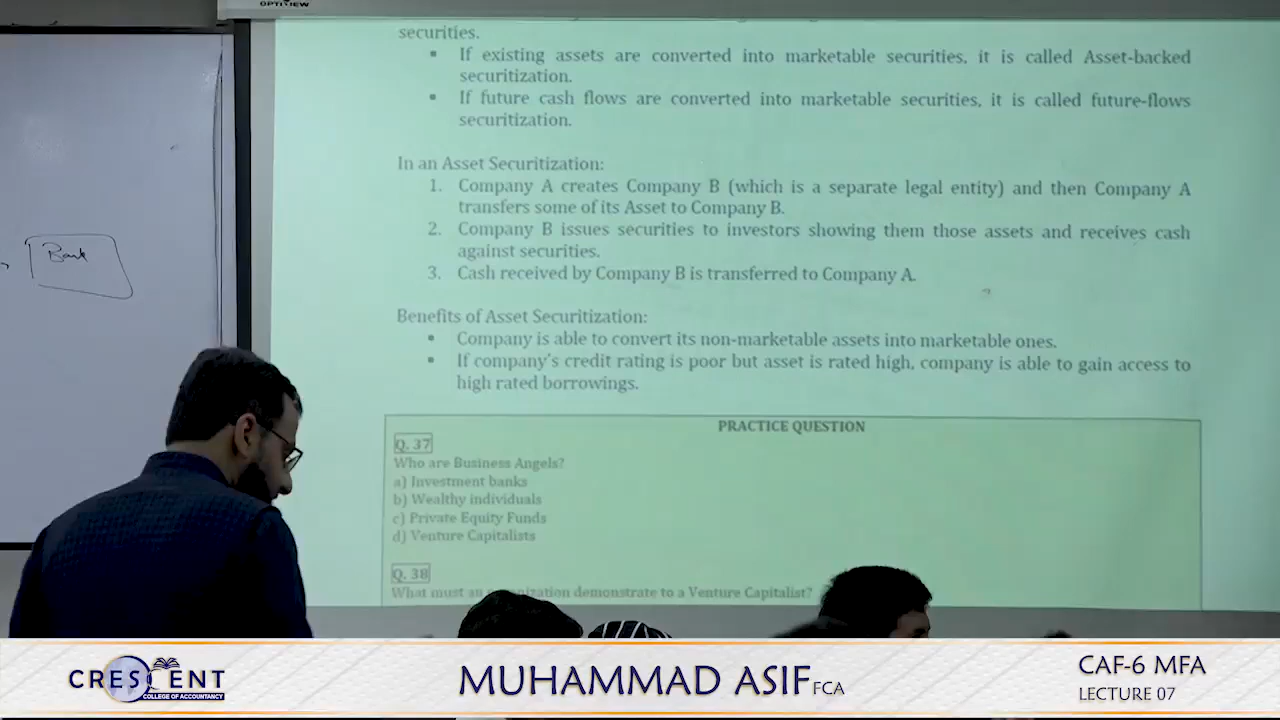 OPTIVIEW
securities.
▪ If existing assets are converted into marketable securities, it is called Asset-backed
securitization.
▪ If future cash flows are converted into marketable securities, it is called future-flows
securitization.
In an Asset Securitization:
1. Company A creates Company B (which is a separate legal entity) and then Company A
transfers some of its Asset to Company B.
2. Company B issues securities to investors showing them those assets and receives cash
against securities.
3. Cash received by Company B is transferred to Company A.
Bank
Benefits of Asset Securitization:
▪ Company is able to convert its non-marketable assets into marketable ones.
▪ If company's credit rating is poor but asset is rated high, company is able to gain access to
high rated borrowings.
PRACTICE QUESTION
Q. 37
Who are Business Angels?
a) Investment banks
b) Wealthy individuals
c) Private Equity Funds
d) Venture Capitalists
Q. 38
What must an demonstrate to a Venture Capitalist?
CRESCENT
COLLEGE OF ACCOUNTANCY
MUHAMMAD ASIF FCA
CAF-6 MFA
LECTURE 07